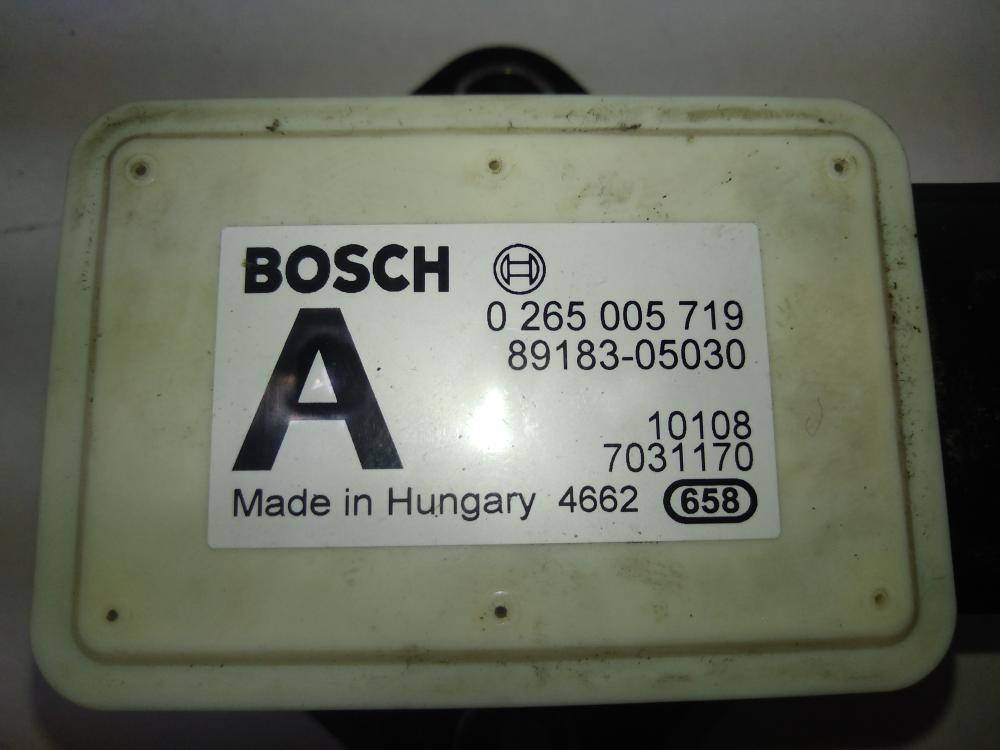 BOSCH
0 265 005 719
89183-05030
A
10108
7031170
Made in Hungary 4662 658